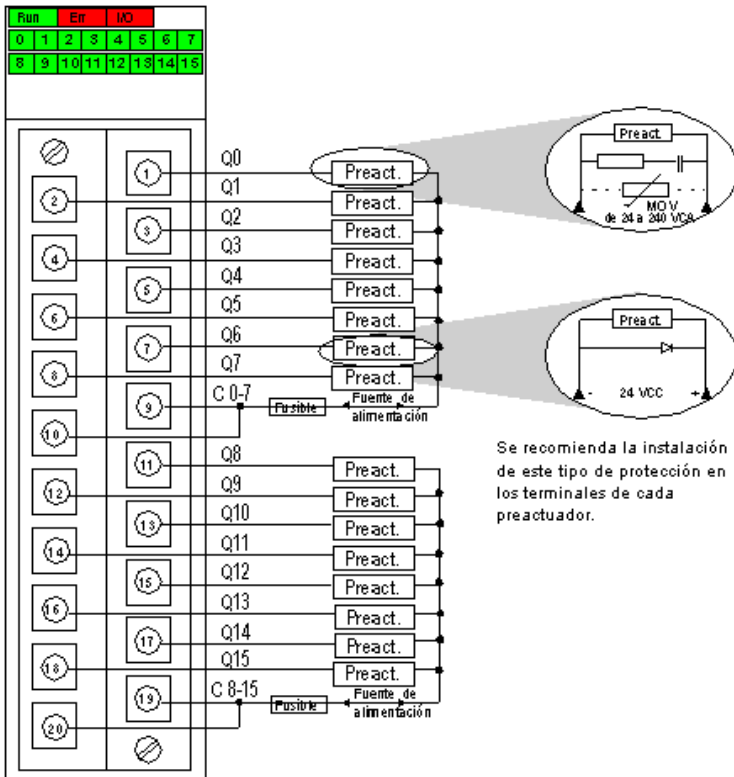 Run Err I/O
0 1 2 3 4 5 6 7
8 9 10 11 12 13 14 15
1 Q0 Preact.
2 Q1 Preact.
3 Q2 Preact.
4 Q3 Preact.
5 Q4 Preact.
6 Q5 Preact.
7 Q6 Preact.
8 Q7 Preact.
9 C 0-7 Fusible Fuente de
alimentación
10
11 Q8 Preact.
12 Q9 Preact.
13 Q10 Preact.
14 Q11 Preact.
15 Q12 Preact.
16 Q13 Preact.
17 Q14 Preact.
18 Q15 Preact.
19 C 8-15 Fusible Fuente de
alimentación
20
Preact.
MOV
de 24 a 240 VCA
Preact.
- 24 VCC +
Se recomienda la instalación
de este tipo de protección en
los terminales de cada
preactuador.